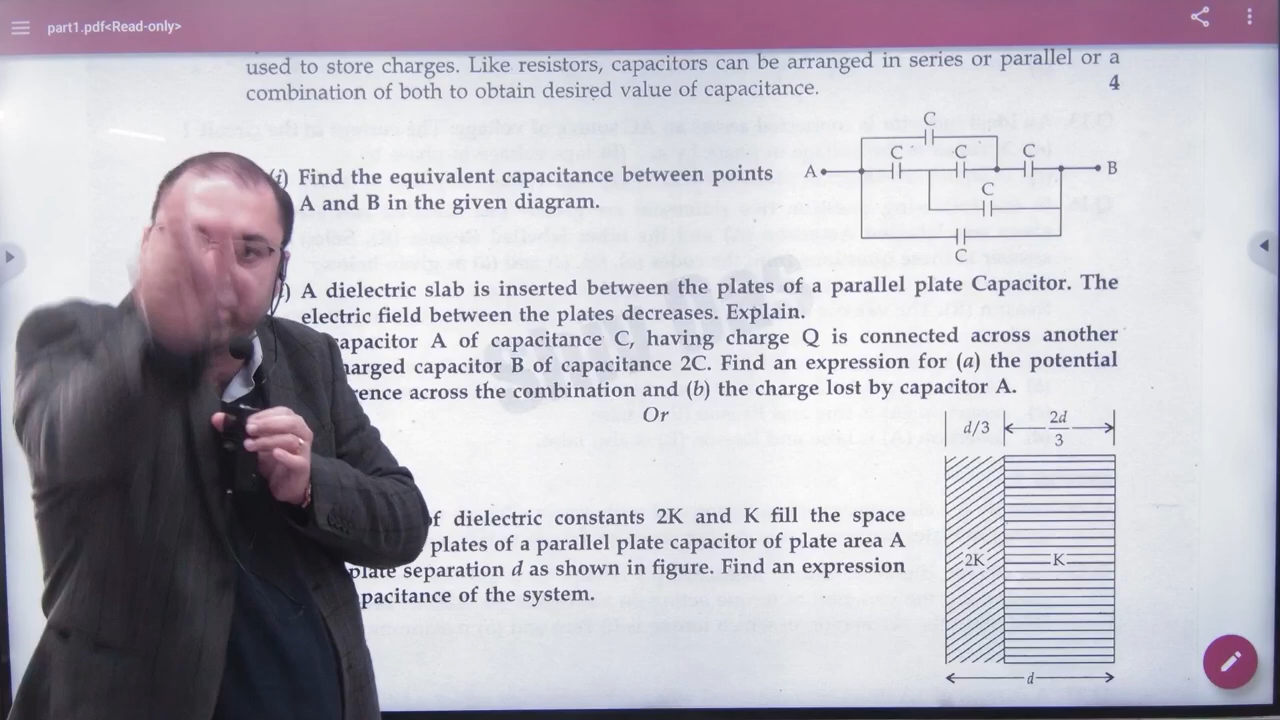 part1.pdf<Read-only>
used to store charges. Like resistors, capacitors can be arranged in series or parallel or a
combination of both to obtain desired value of capacitance. 4
) Find the equivalent capacitance between points
A and B in the given diagram.
A B
C
C C C
C
C
) A dielectric slab is inserted between the plates of a parallel plate Capacitor. The
electric field between the plates decreases. Explain.
apacitor A of capacitance C, having charge Q is connected across another
harged capacitor B of capacitance 2C. Find an expression for (a) the potential
rence across the combination and (b) the charge lost by capacitor A.
Or
d/3 2d/3
f dielectric constants 2K and K fill the space
plates of a parallel plate capacitor of plate area A
plate separation d as shown in figure. Find an expression
pacitance of the system.
2K K
d